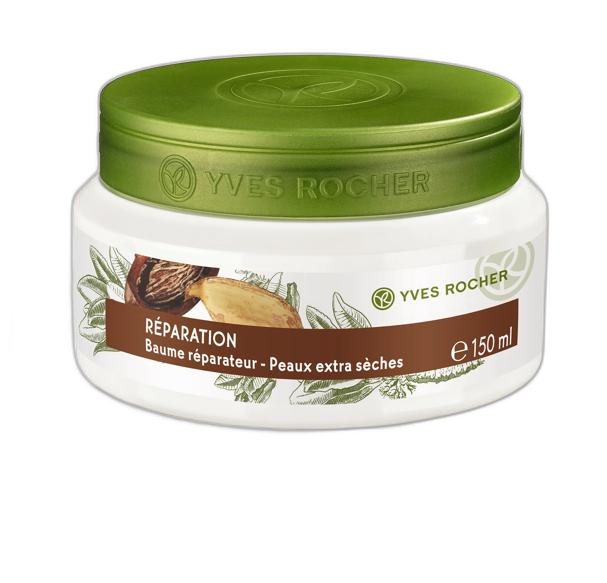 YVES ROCHER
YVES ROCHER
RÉPARATION
Baume réparateur - Peaux extra sèches
℮ 150 ml